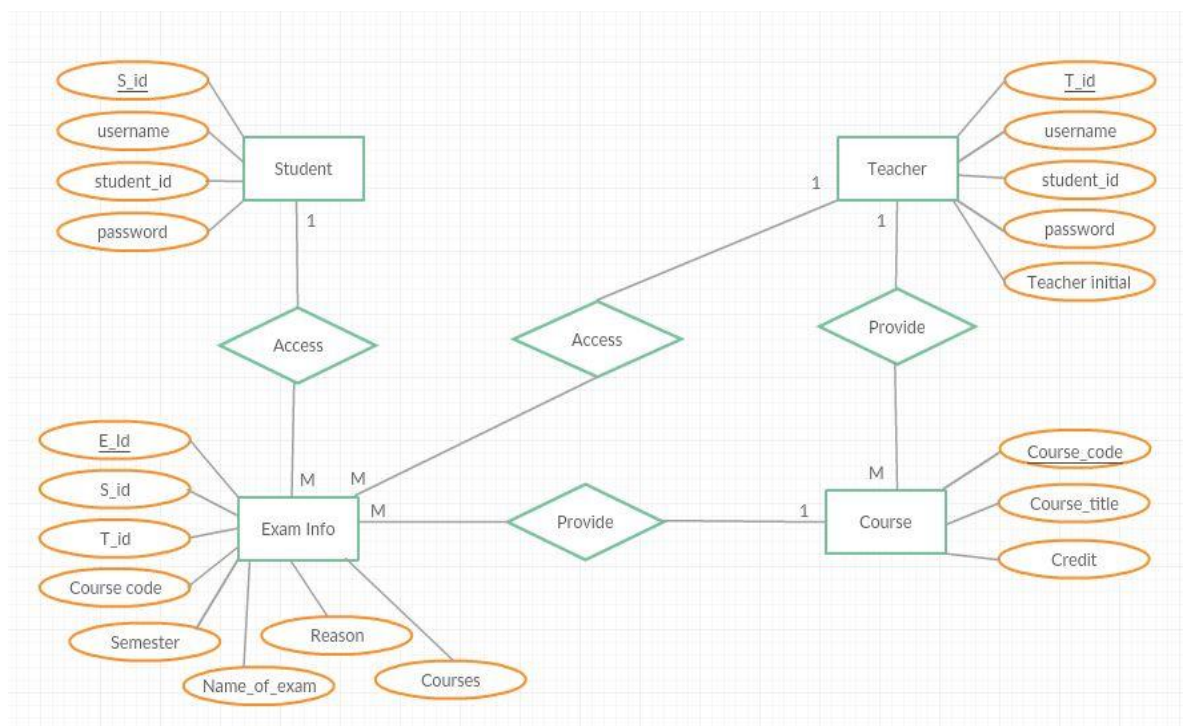 S_id
username
student_id
password
Student
1
Access
T_id
username
student_id
password
Teacher initial
Teacher
1
1
Access
Provide
E_Id
S_id
T_id
Course code
Semester
Name_of_exam
Reason
Courses
Exam Info
M
M
M
Provide
1
M
Course
Course_code
Course_title
Credit